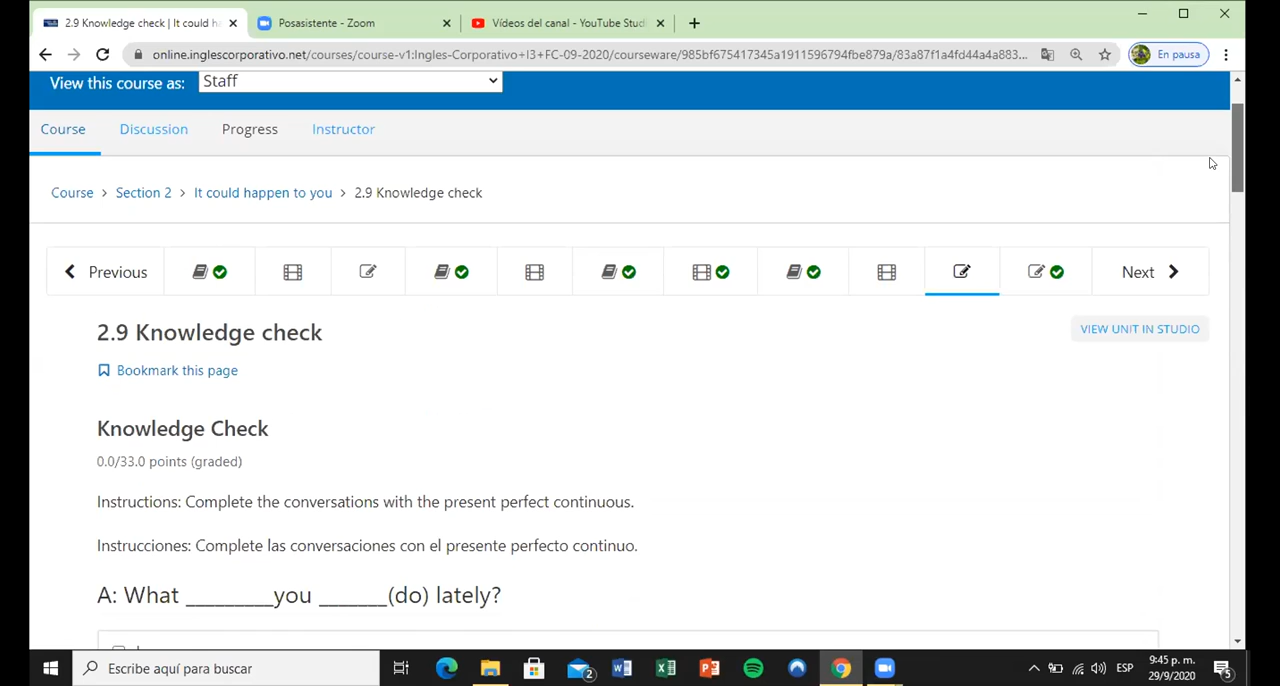 2.9 Knowledge check | It could h
Posasistente - Zoom
Vídeos del canal - YouTube Studi
online.inglescorporativo.net/courses/course-v1:Ingles-Corporativo+I3+FC-09-2020/courseware/985bf675417345a1911596794fbe879a/83a87f1a4fd44a4a883...
En pausa
View this course as:
Staff
Course
Discussion
Progress
Instructor
Course > Section 2 > It could happen to you > 2.9 Knowledge check
Previous
Next
2.9 Knowledge check
VIEW UNIT IN STUDIO
Bookmark this page
Knowledge Check
0.0/33.0 points (graded)
Instructions: Complete the conversations with the present perfect continuous.
Instrucciones: Complete las conversaciones con el presente perfecto continuo.
A: What _________you _______(do) lately?
Escribe aquí para buscar
2
ESP
9:45 p. m.
29/9/2020
5